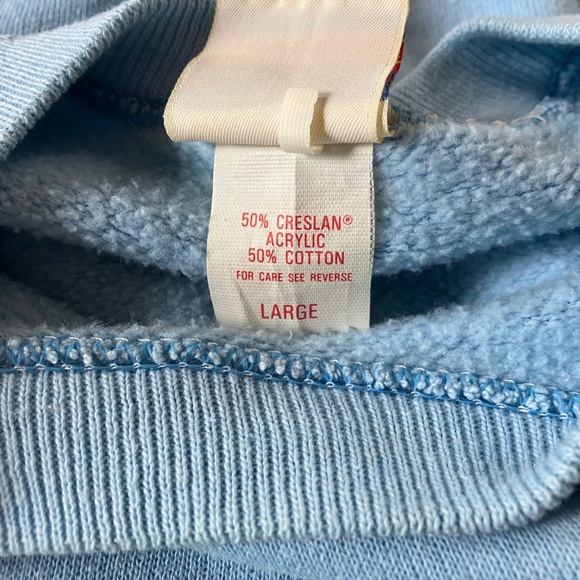 50% CRESLAN®
ACRYLIC
50% COTTON
FOR CARE SEE REVERSE
LARGE